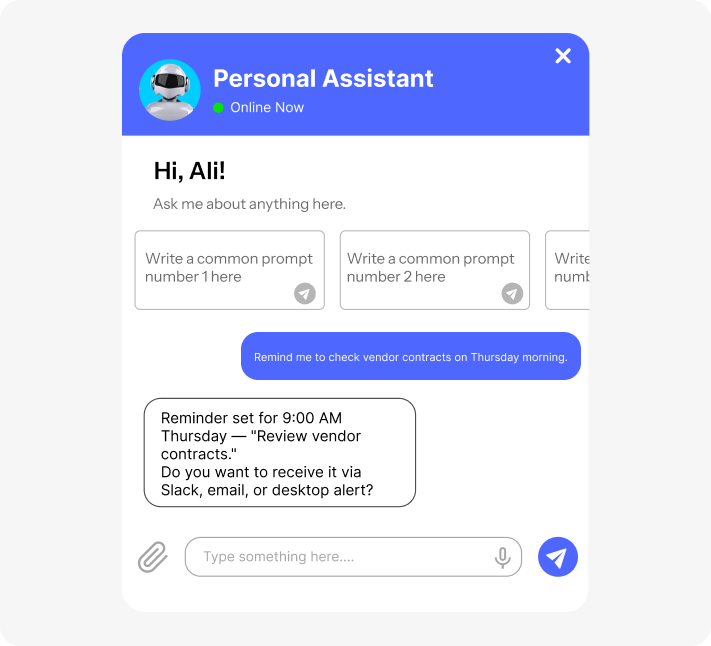 Personal Assistant
Online Now
Hi, Ali!
Ask me about anything here.
Write a common prompt
number 1 here
Write a common prompt
number 2 here
Write
numb
Remind me to check vendor contracts on Thursday morning.
Reminder set for 9:00 AM
Thursday — "Review vendor
contracts."
Do you want to receive it via
Slack, email, or desktop alert?
Type something here....